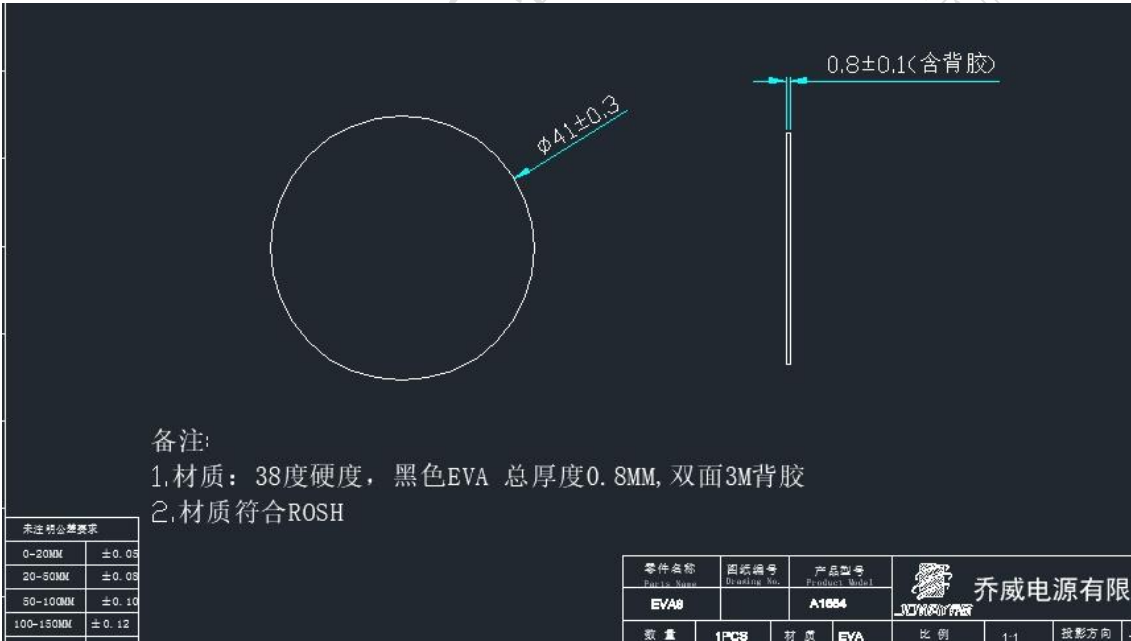 0.8±0.1(含背胶)
ø41±0.3
备注:
1.材质：38度硬度，黑色EVA 总厚度0.8MM,双面3M背胶
2.材质符合ROSH
未注明公差要求
0-20MM ±0.05
20-50MM ±0.08
50-100MM ±0.10
100-150MM ±0.12
零件名称 图纸编号 产品型号
Parts Name Drawing No. Product Model
EVA8 A1664
乔威电源有限
JOWAY
数量 1PCS 材质 EVA 比例 1:1 投影方向